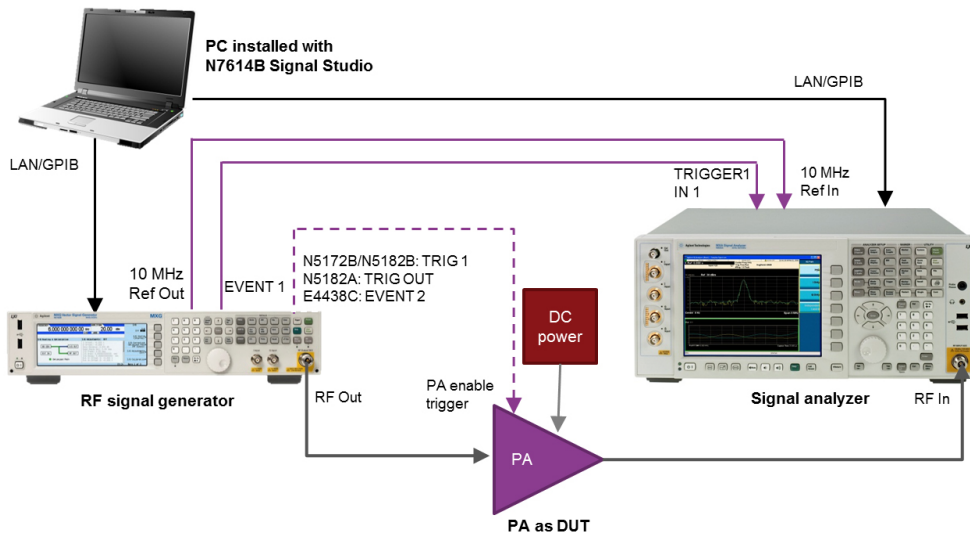 PC installed with
N7614B Signal Studio
LAN/GPIB
LAN/GPIB
TRIGGER1
IN 1
10 MHz
Ref In
N5172B/N5182B: TRIG 1
N5182A: TRIG OUT
E4438C: EVENT 2
10 MHz
Ref Out
EVENT 1
DC
power
MXG
RF signal generator
RF Out
PA enable
trigger
Signal analyzer
RF In
PA
PA as DUT